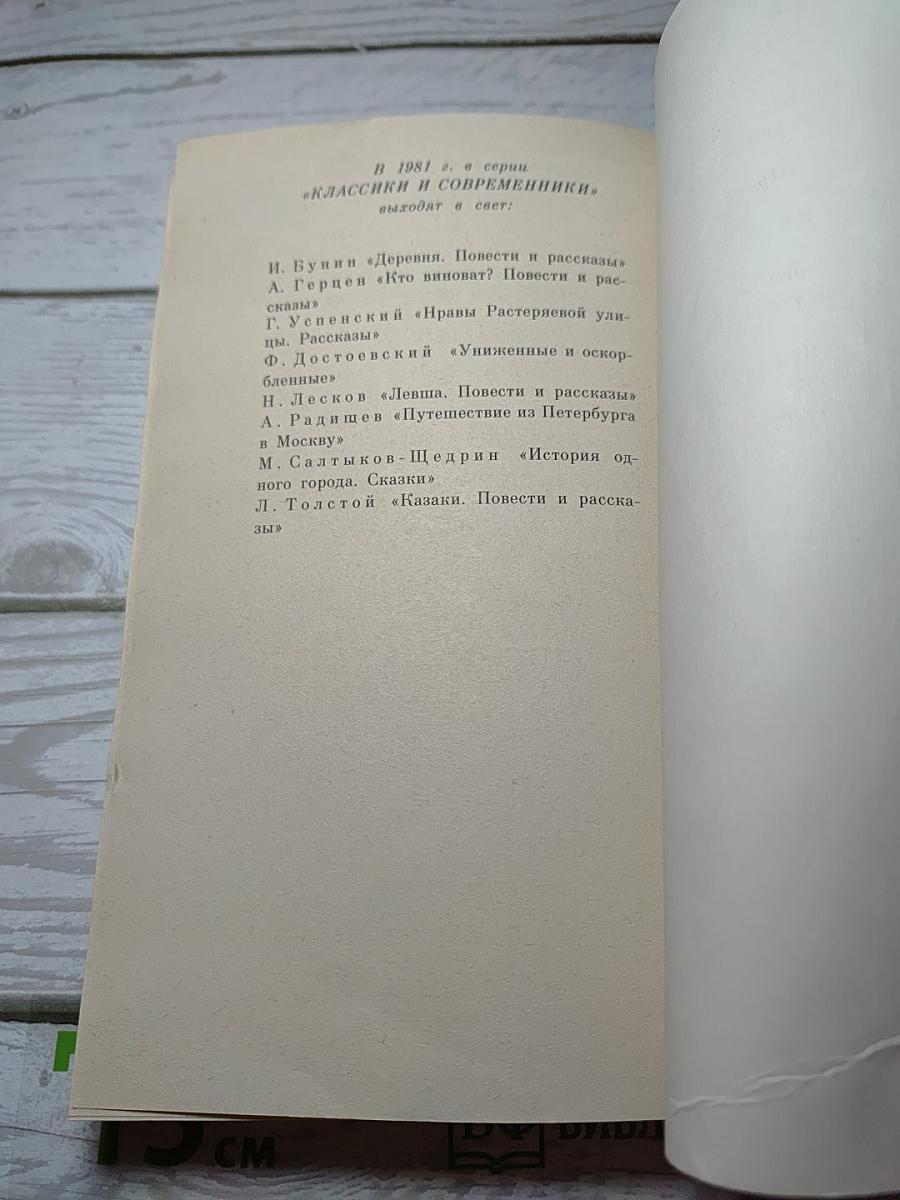 В 1981 г. в серии
«КЛАССИКИ И СОВРЕМЕННИКИ»
выходят в свет:
И. Бунин «Деревня. Повести и рассказы»
А. Герцен «Кто виноват? Повести и рас-
сказы»
Г. Успенский «Нравы Растеряевой ули-
цы. Рассказы»
Ф. Достоевский «Униженные и оскор-
бленные»
Н. Лесков «Левша. Повести и рассказы»
А. Радищев «Путешествие из Петербурга
в Москву»
М. Салтыков-Щедрин «История од-
ного города. Сказки»
Л. Толстой «Казаки. Повести и расска-
зы»
15 см